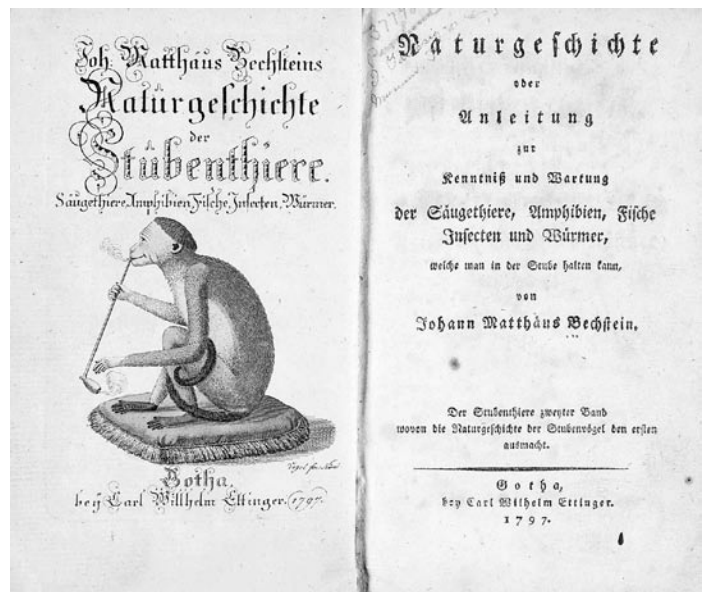 Joh. Matthäus Bechsteins
Naturgeschichte
der
Stubenthiere.
Säugethiere, Amphibien, Fische, Insecten, Würmer.
Gotha.
bey Carl Willhelm Ettinger. 1797.
Naturgeschichte
oder
Anleitung
zur
Kenntniß und Wartung
der Säugethiere, Amphibien, Fische
Insecten und Würmer,
welche man in der Stube halten kann,
von
Johann Matthäus Bechstein.
Der Stubenthiere zweyter Band
wovon die Naturgeschichte der Stubenvögel den ersten
ausmacht.
Gotha,
bey Carl Wilhelm Ettinger.
1797.